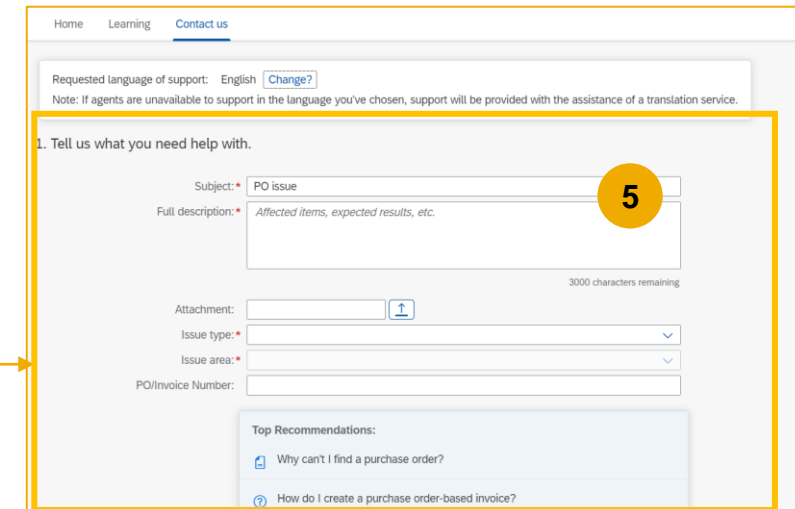 Home Learning Contact us
Requested language of support: English Change?
Note: If agents are unavailable to support in the language you've chosen, support will be provided with the assistance of a translation service.
1. Tell us what you need help with.
Subject:* PO issue
5
Full description:* Affected items, expected results, etc.
3000 characters remaining
Attachment:
Issue type:*
Issue area:*
PO/Invoice Number:
Top Recommendations:
Why can't I find a purchase order?
How do I create a purchase order-based invoice?